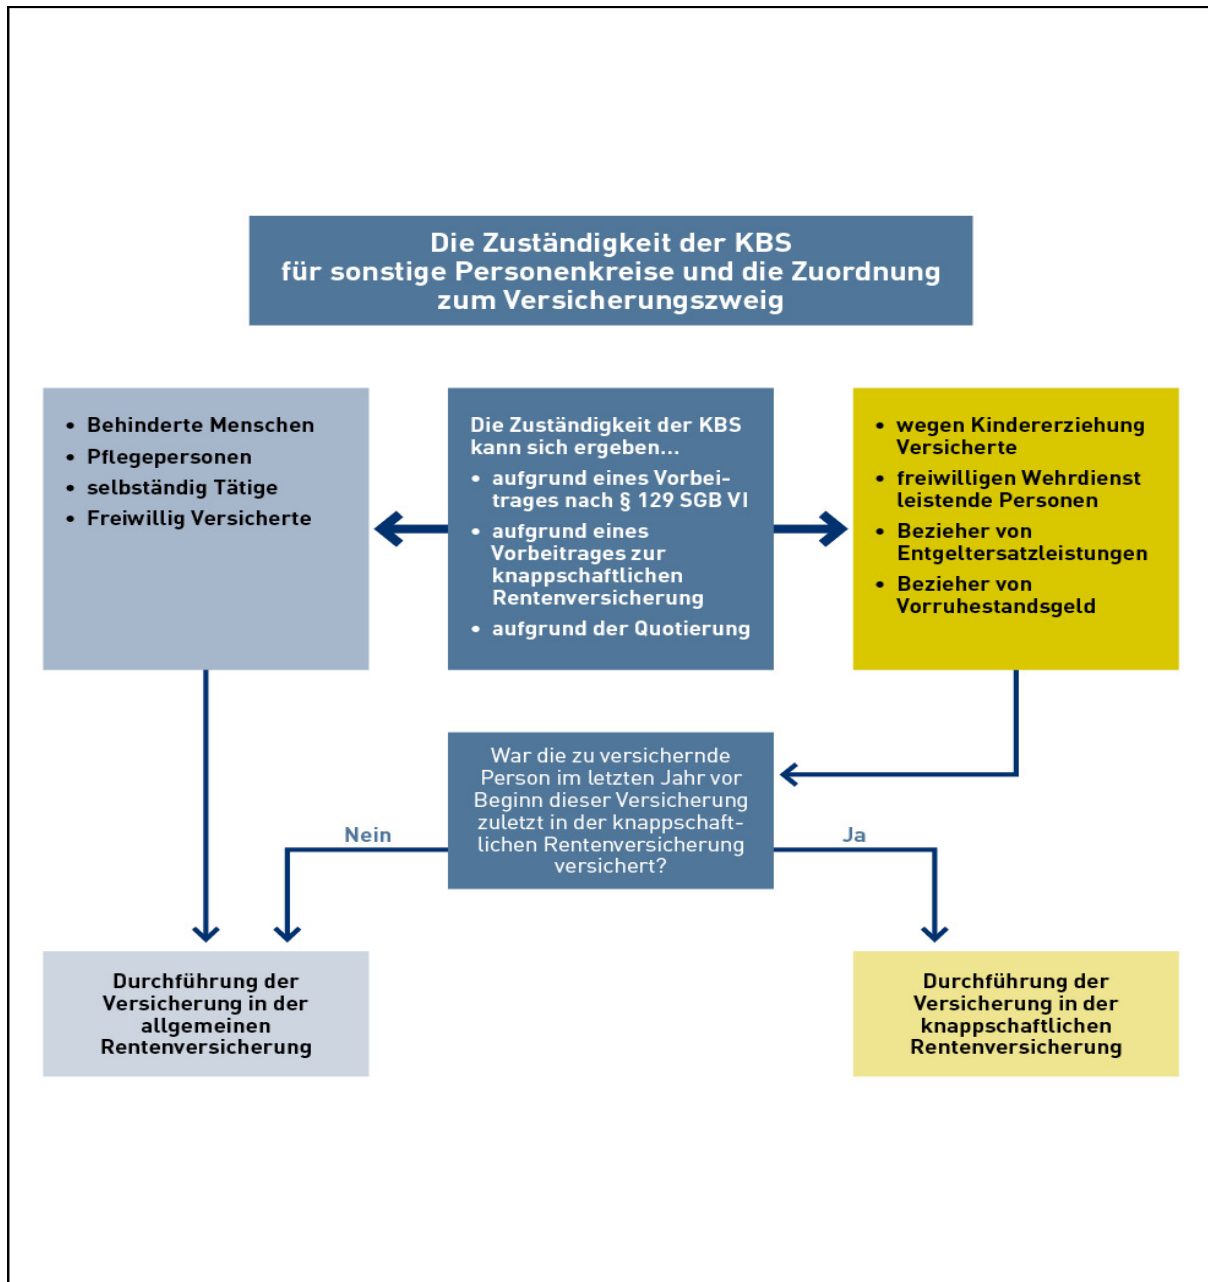 Die Zuständigkeit der KBS
für sonstige Personenkreise und die Zuordnung
zum Versicherungszweig
• Behinderte Menschen
• Pflegepersonen
• selbständig Tätige
• Freiwillig Versicherte
Die Zuständigkeit der KBS
kann sich ergeben...
• aufgrund eines Vorbei-
trages nach § 129 SGB VI
• aufgrund eines
Vorbeitrages zur
knappschaftlichen
Rentenversicherung
• aufgrund der Quotierung
• wegen Kindererziehung
Versicherte
• freiwilligen Wehrdienst
leistende Personen
• Bezieher von
Entgeltersatzleistungen
• Bezieher von
Vorruhestandsgeld
War die zu versichernde
Person im letzten Jahr vor
Beginn dieser Versicherung
zuletzt in der knappschaft-
lichen Rentenversicherung
versichert?
Nein
Ja
Durchführung der
Versicherung in der
allgemeinen
Rentenversicherung
Durchführung der
Versicherung in der
knappschaftlichen
Rentenversicherung